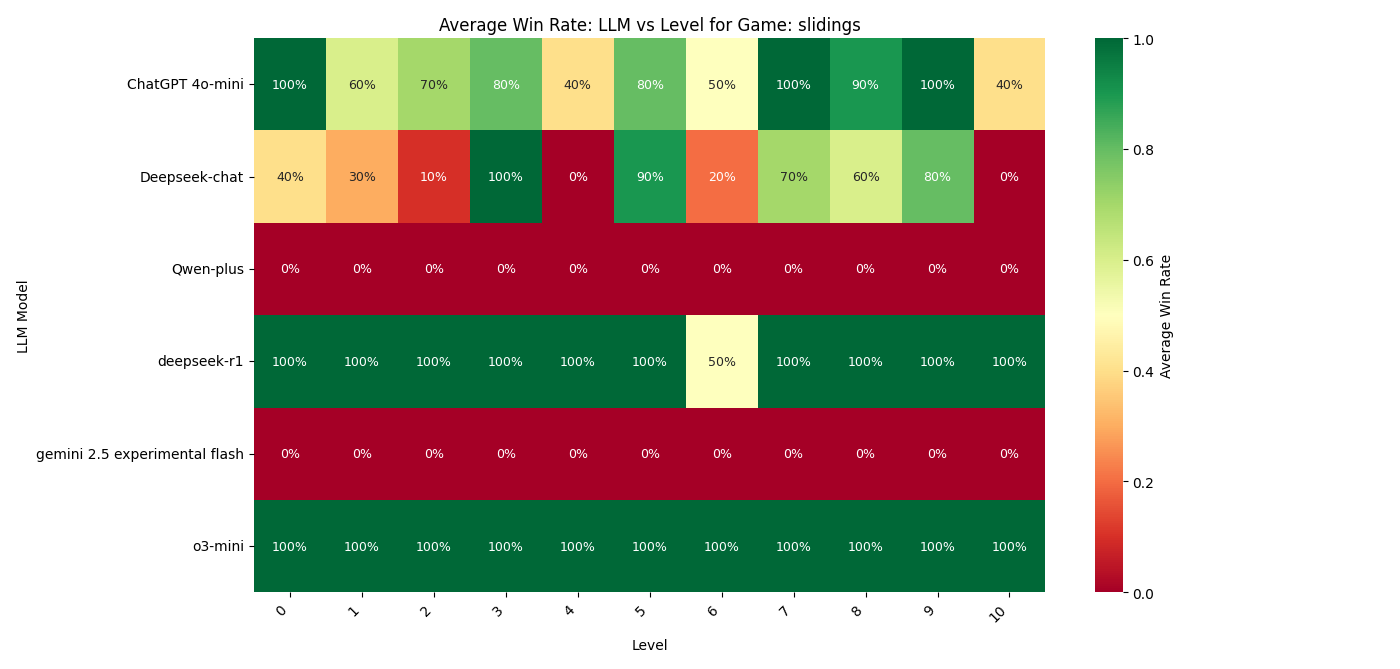 Average Win Rate: LLM vs Level for Game: slidings
ChatGPT 4o-mini 100% 60% 70% 80% 40% 80% 50% 100% 90% 100% 40%
Deepseek-chat 40% 30% 10% 100% 0% 90% 20% 70% 60% 80% 0%
Qwen-plus 0% 0% 0% 0% 0% 0% 0% 0% 0% 0% 0%
deepseek-r1 100% 100% 100% 100% 100% 100% 50% 100% 100% 100% 100%
gemini 2.5 experimental flash 0% 0% 0% 0% 0% 0% 0% 0% 0% 0% 0%
o3-mini 100% 100% 100% 100% 100% 100% 100% 100% 100% 100% 100%
0 1 2 3 4 5 6 7 8 9 10
Level
LLM Model
1.0
0.8
0.6
0.4
0.2
0.0
Average Win Rate